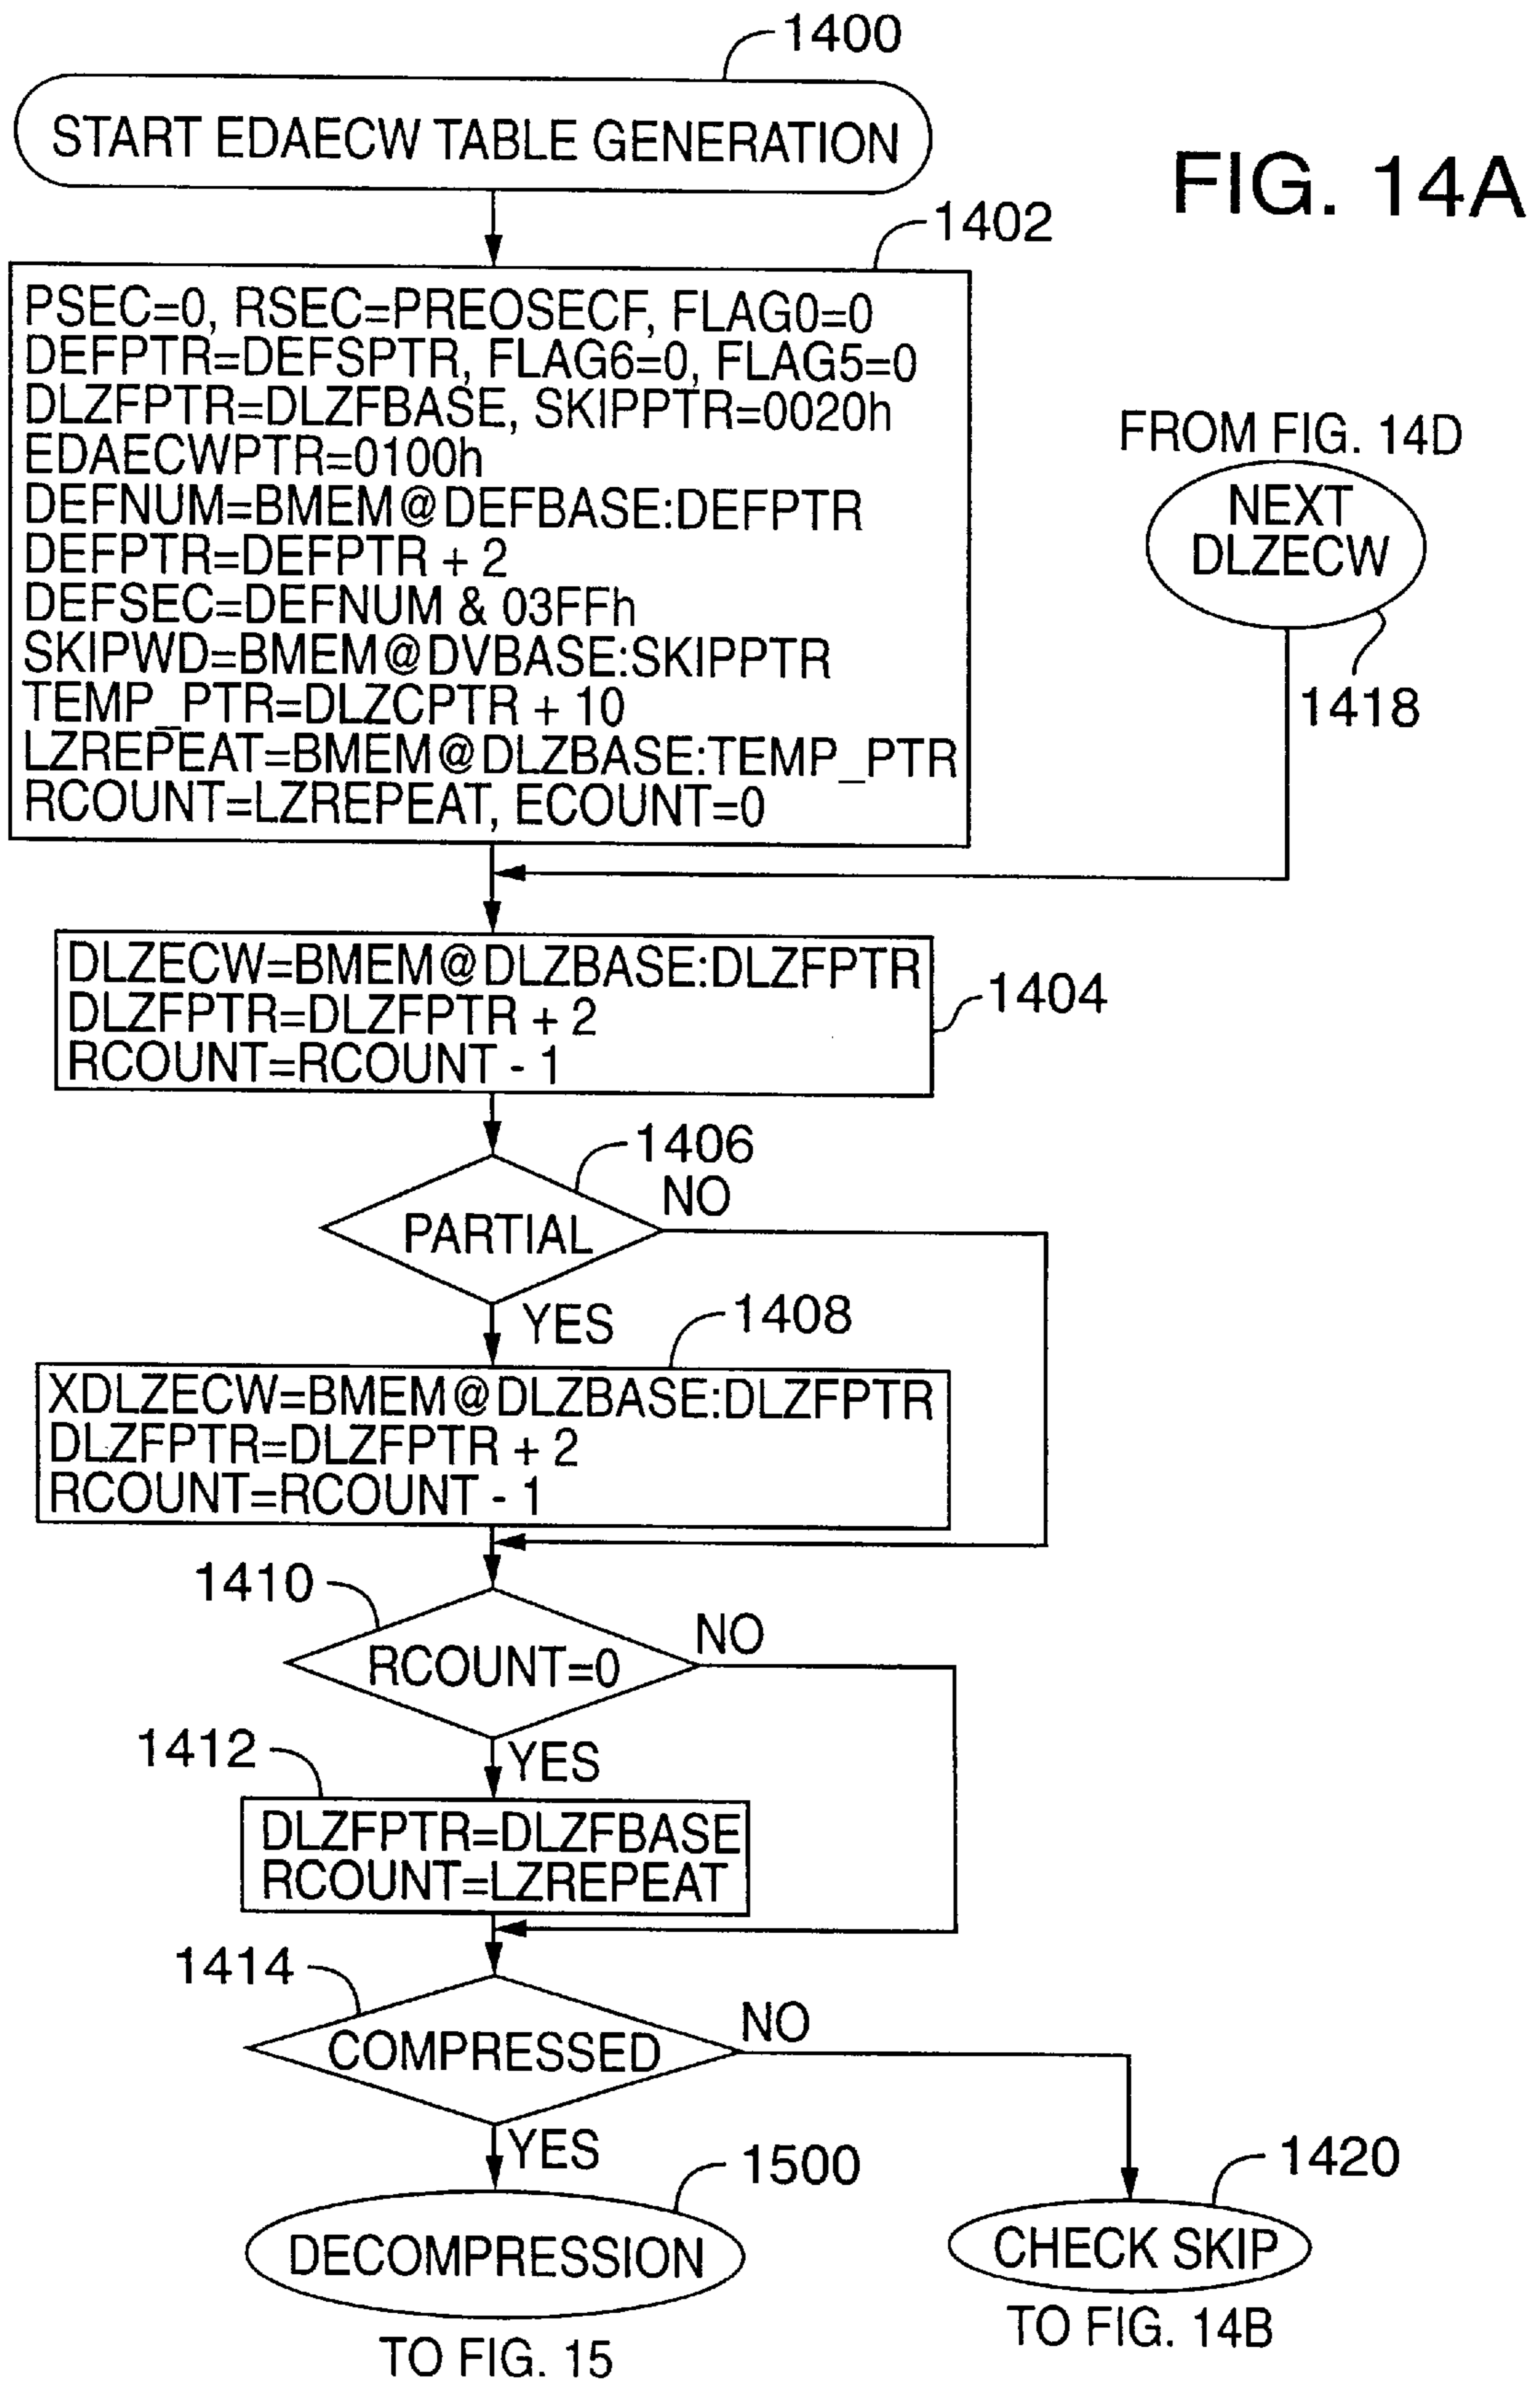 1400
START EDAECW TABLE GENERATION
FIG. 14A
1402
PSEC=0, RSEC=PREOSECF, FLAG0=0
DEFPTR=DEFSPTR, FLAG6=0, FLAG5=0
DLZFPTR=DLZFBASE, SKIPPTR=0020h
EDAECWPTR=0100h
DEFNUM=BMEM@DEFBASE:DEFPTR
DEFPTR=DEFPTR + 2
DEFSEC=DEFNUM & 03FFh
SKIPWD=BMEM@DVBASE:SKIPPTR
TEMP_PTR=DLZCPTR + 10
LZREPEAT=BMEM@DLZBASE:TEMP_PTR
RCOUNT=LZREPEAT, ECOUNT=0
FROM FIG. 14D
NEXT
DLZECW
1418
DLZECW=BMEM@DLZBASE:DLZFPTR
DLZFPTR=DLZFPTR + 2
RCOUNT=RCOUNT - 1
1404
1406
NO
PARTIAL
YES
1408
XDLZECW=BMEM@DLZBASE:DLZFPTR
DLZFPTR=DLZFPTR + 2
RCOUNT=RCOUNT - 1
1410
NO
RCOUNT=0
1412
YES
DLZFPTR=DLZFBASE
RCOUNT=LZREPEAT
1414
NO
COMPRESSED
YES
1500
1420
DECOMPRESSION
CHECK SKIP
TO FIG. 15
TO FIG. 14B